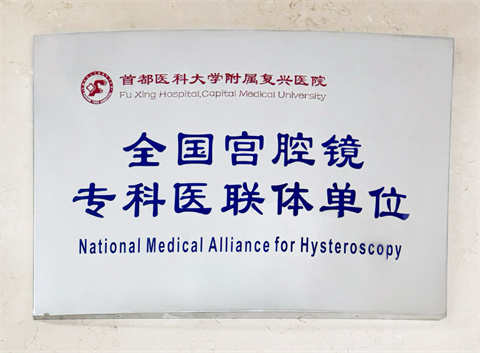 首都医科大学附属复兴医院
Fu Xing Hospital,Capital Medical University
全国宫腔镜
专科医联体单位
National Medical Alliance for Hysteroscopy